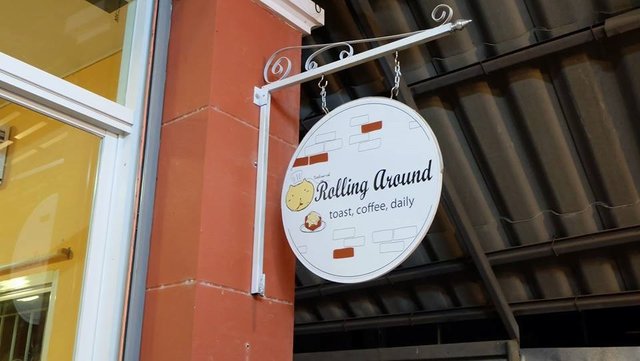 Rolling Around
toast, coffee, daily